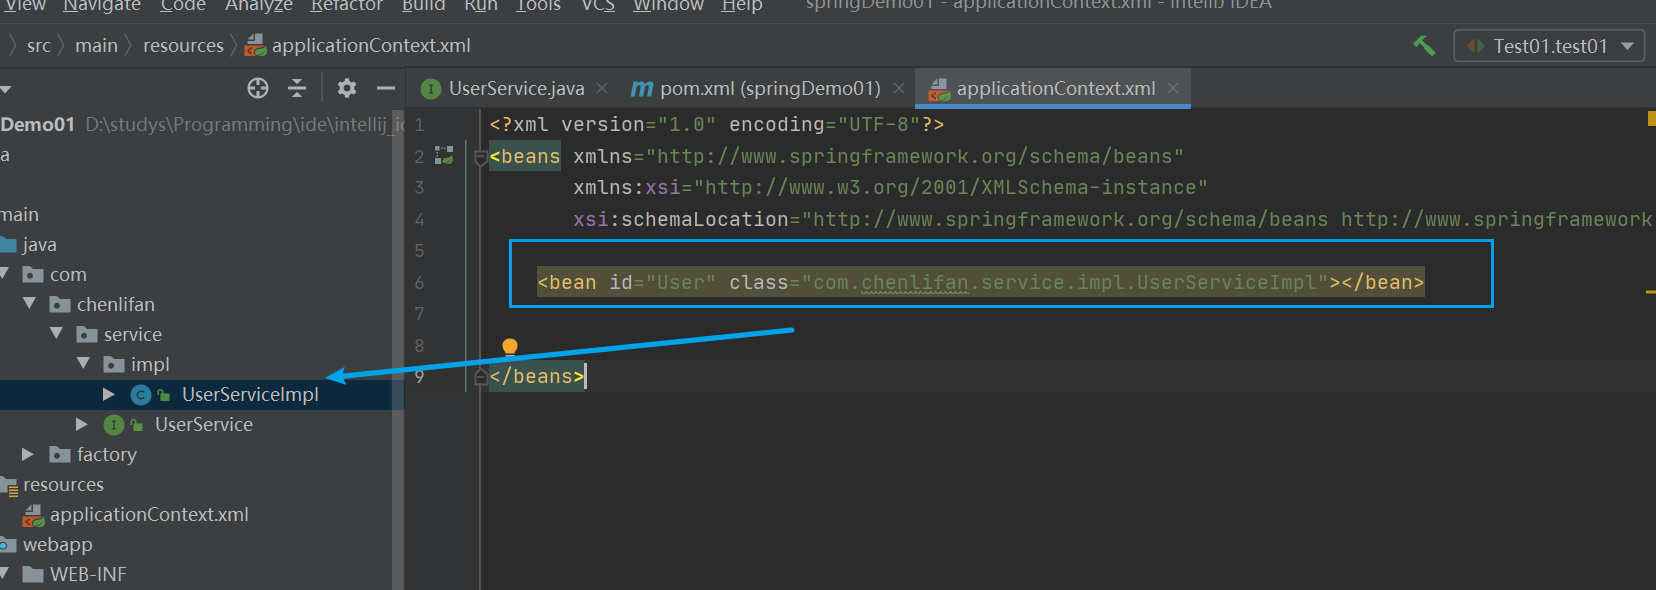 View Navigate Code Analyze Refactor Build Run Tools VCS Window Help springDemo01 - applicationContext.xml - IntelliJ IDEA
src main resources applicationContext.xml Test01.test01
UserService.java pom.xml (springDemo01) applicationContext.xml
Demo01 D:\studys\Programming\ide\intellij_i
a
main
java
com
chenlifan
service
impl
UserServiceImpl
UserService
factory
resources
applicationContext.xml
webapp
WEB-INF
1 <?xml version="1.0" encoding="UTF-8"?>
2 <beans xmlns="http://www.springframework.org/schema/beans"
3 xmlns:xsi="http://www.w3.org/2001/XMLSchema-instance"
4 xsi:schemaLocation="http://www.springframework.org/schema/beans http://www.springframework
5
6 <bean id="User" class="com.chenlifan.service.impl.UserServiceImpl"></bean>
7
8
9 </beans>